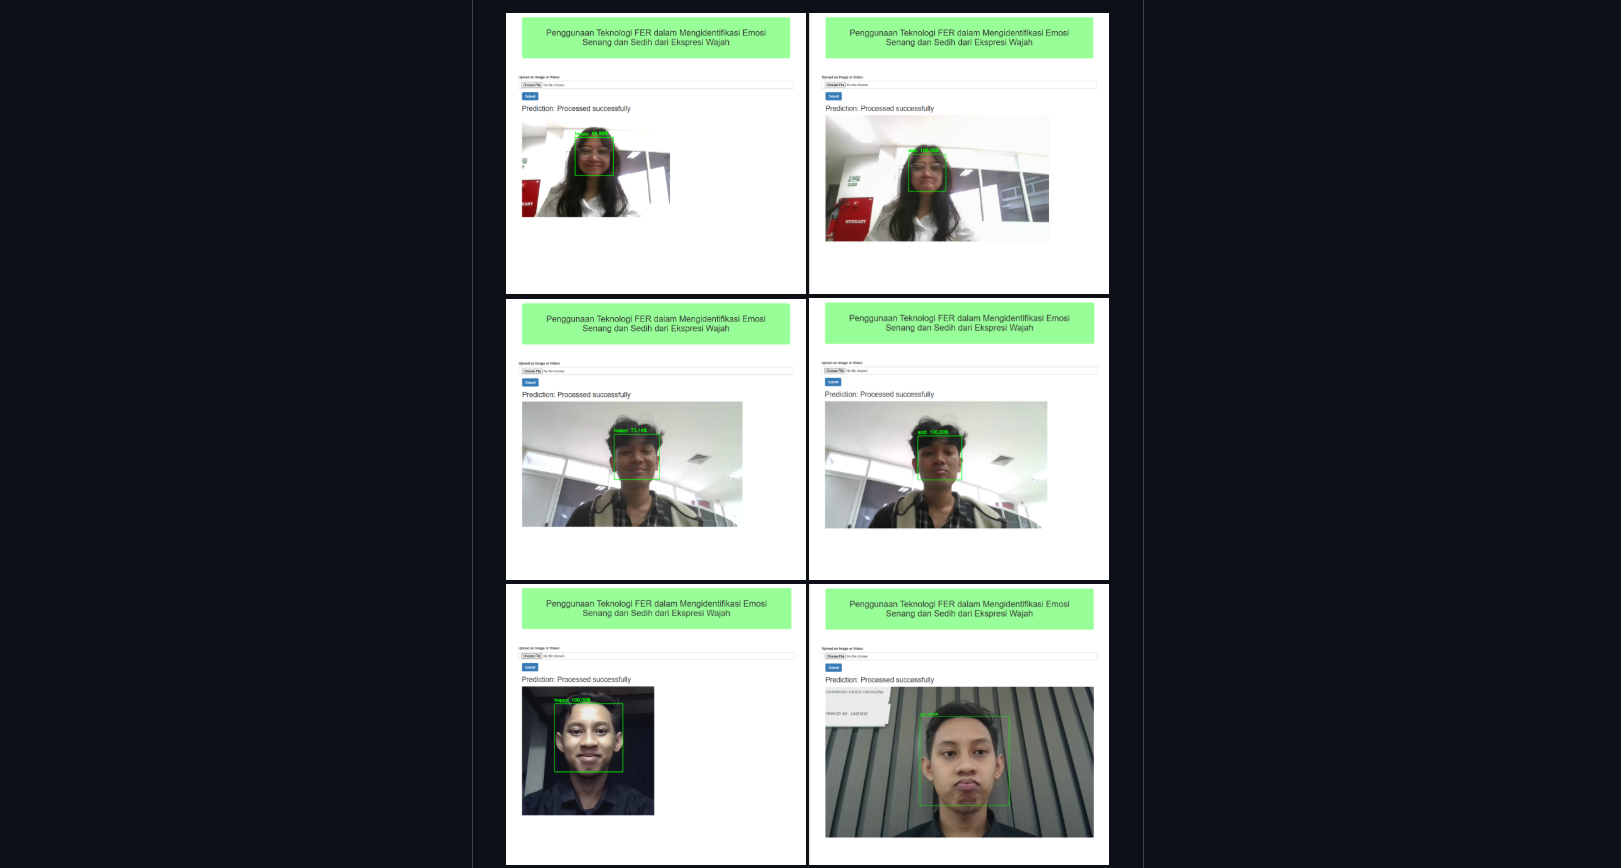 Penggunaan Teknologi FER dalam Mengidentifikasi Emosi
Senang dan Sedih dari Ekspresi Wajah
Upload an Image or Video:
Choose File No file chosen
Submit
Prediction: Processed successfully
Penggunaan Teknologi FER dalam Mengidentifikasi Emosi
Senang dan Sedih dari Ekspresi Wajah
Upload an Image or Video:
Choose File No file chosen
Submit
Prediction: Processed successfully
sad: 100.00%
Penggunaan Teknologi FER dalam Mengidentifikasi Emosi
Senang dan Sedih dari Ekspresi Wajah
Upload an Image or Video:
Choose File No file chosen
Submit
Prediction: Processed successfully
happy: 73.14%
Penggunaan Teknologi FER dalam Mengidentifikasi Emosi
Senang dan Sedih dari Ekspresi Wajah
Upload an Image or Video:
Choose File No file chosen
Submit
Prediction: Processed successfully
sad: 100.00%
Penggunaan Teknologi FER dalam Mengidentifikasi Emosi
Senang dan Sedih dari Ekspresi Wajah
Upload an Image or Video:
Choose File No file chosen
Submit
Prediction: Processed successfully
happy: 100.00%
Penggunaan Teknologi FER dalam Mengidentifikasi Emosi
Senang dan Sedih dari Ekspresi Wajah
Upload an Image or Video:
Choose File No file chosen
Submit
Prediction: Processed successfully